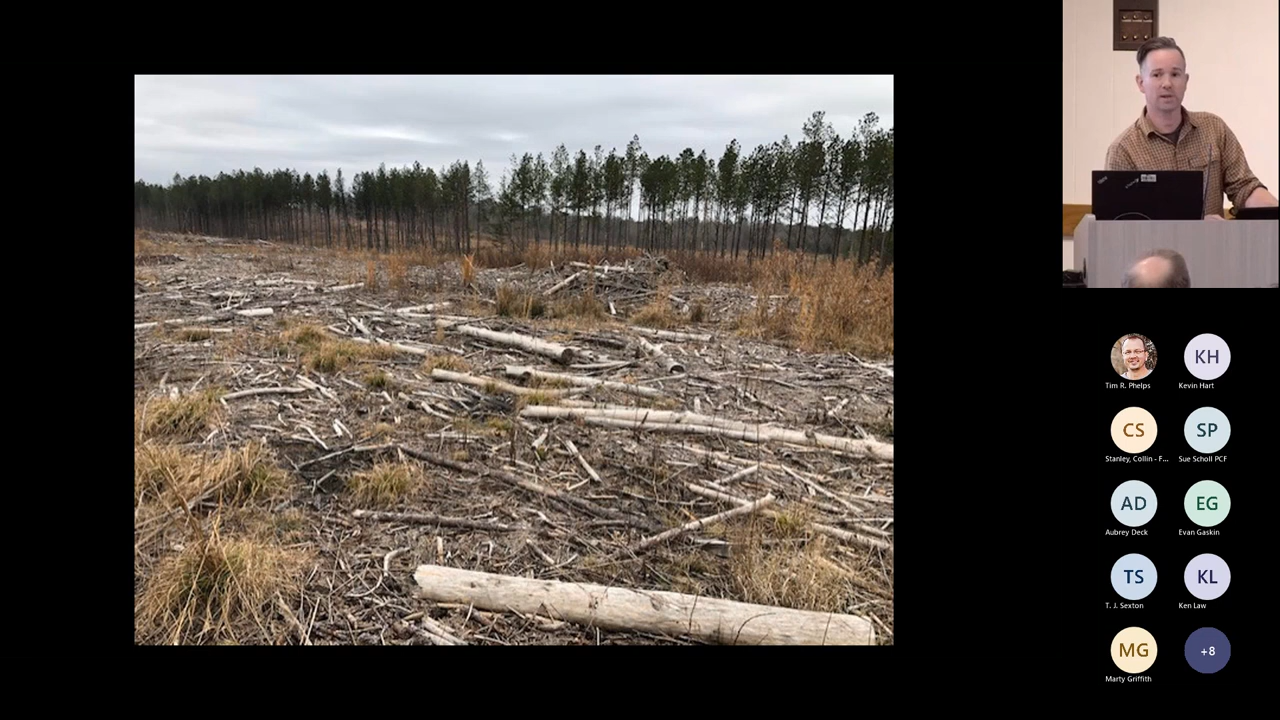 Tim R. Phelps
KH
Kevin Hart
CS
Stanley, Collin - F...
SP
Sue Scholl PCF
AD
Aubrey Deck
EG
Evan Gaskin
TS
T. J. Sexton
KL
Ken Law
MG
Marty Griffith
+8